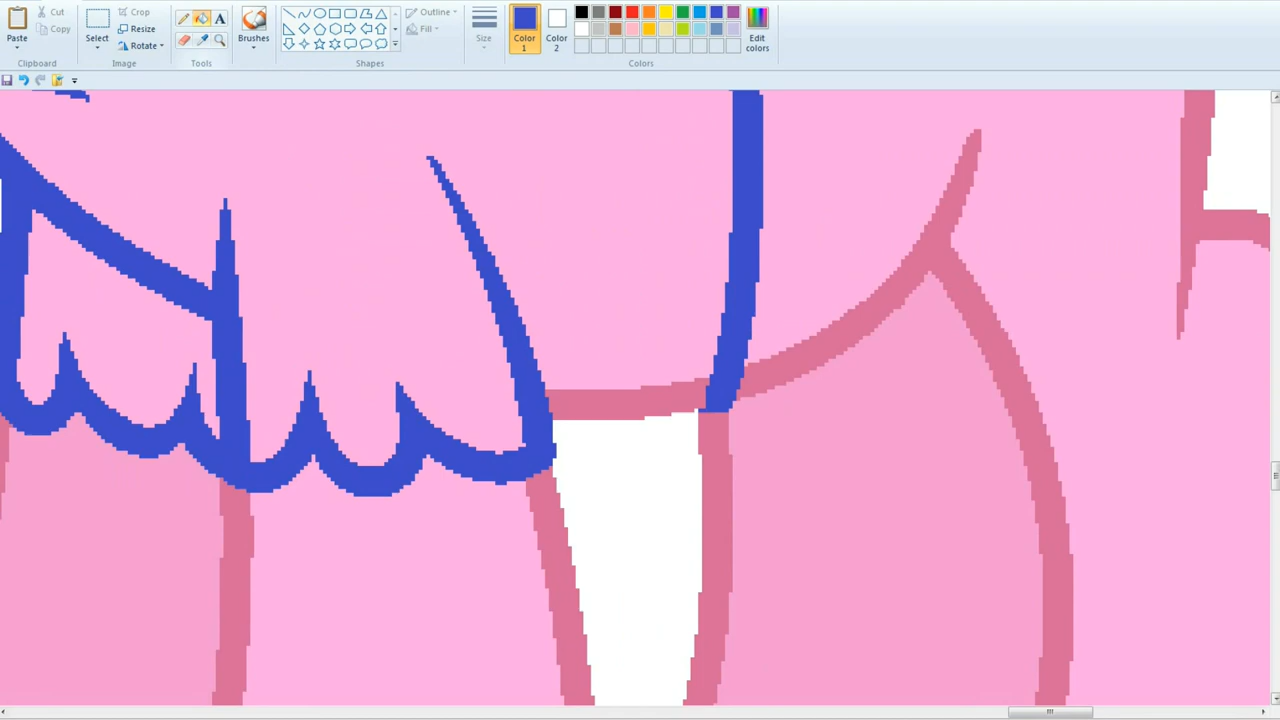 Paste
Cut
Copy
Clipboard
Select
Crop
Resize
Rotate
Image
A
Tools
Brushes
Outline
Fill
Shapes
Size
Color
1
Color
2
Edit
colors
Colors